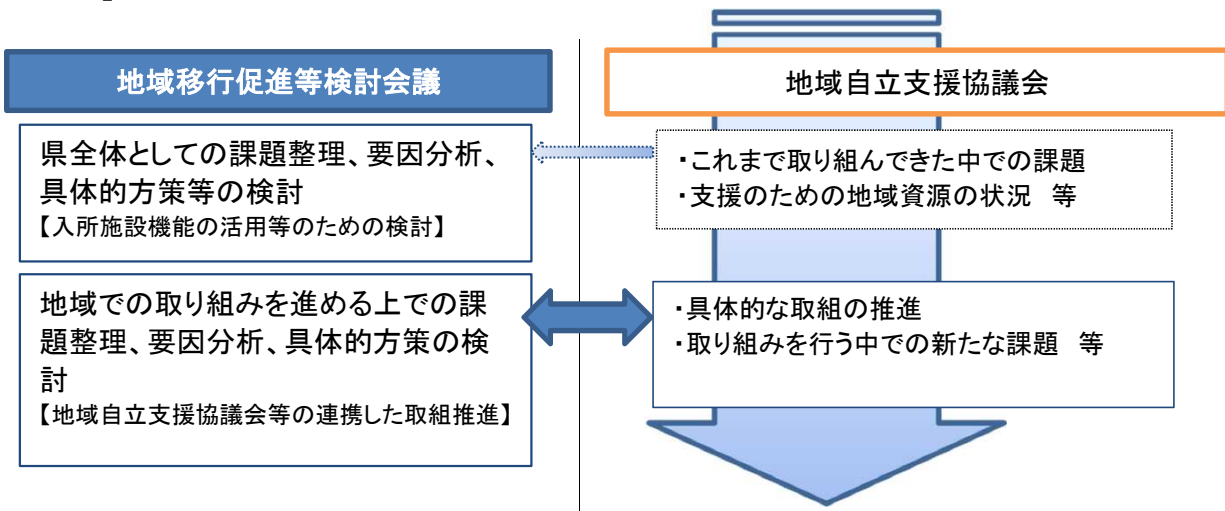 地域移行促進等検討会議
県全体としての課題整理、要因分析、
具体的方策等の検討
【入所施設機能の活用等のための検討】
地域での取り組みを進める上での課
題整理、要因分析、具体的方策の検
討
【地域自立支援協議会等の連携した取組推進】
地域自立支援協議会
・これまで取り組んできた中での課題
・支援のための地域資源の状況　等
・具体的な取組の推進
・取り組みを行う中での新たな課題　等